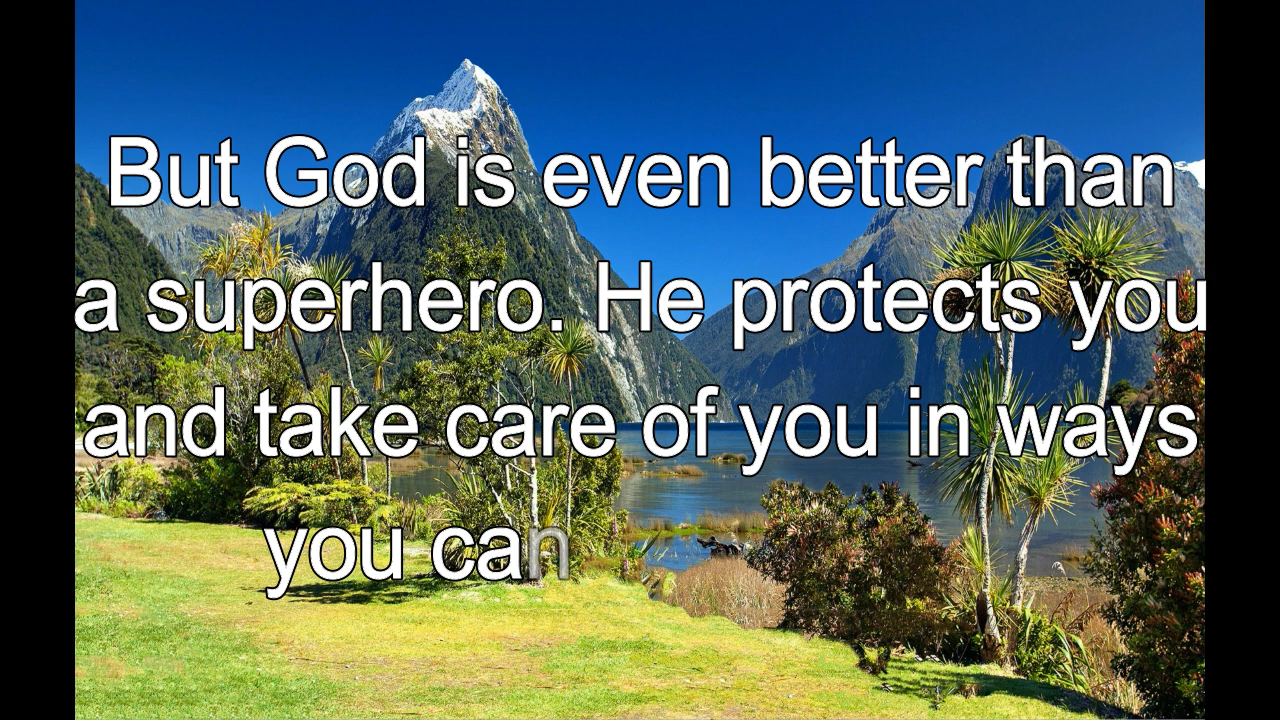 But God is even better than
a superhero. He protects you
and take care of you in ways
you can